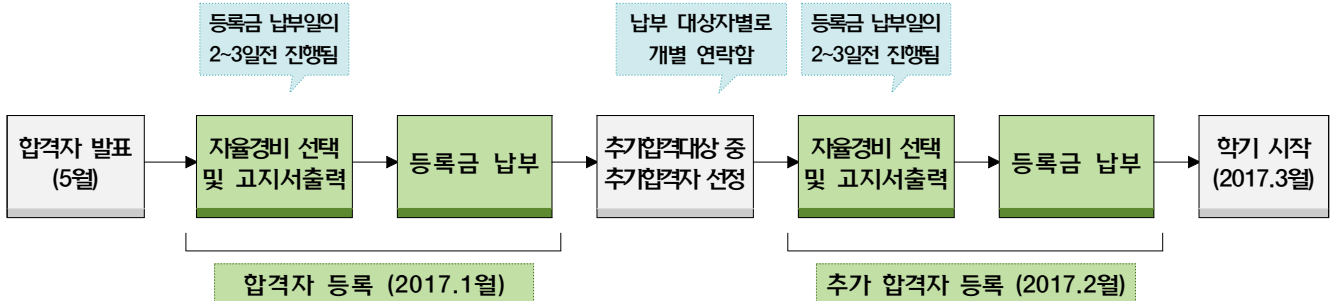 등록금 납부일의
2~3일전 진행됨
납부 대상자별로
개별 연락함
등록금 납부일의
2~3일전 진행됨
합격자 발표
(5월)
자율경비 선택
및 고지서출력
등록금 납부
추가합격대상 중
추가합격자 선정
자율경비 선택
및 고지서출력
등록금 납부
학기 시작
(2017.3월)
합격자 등록 (2017.1월)
추가 합격자 등록 (2017.2월)